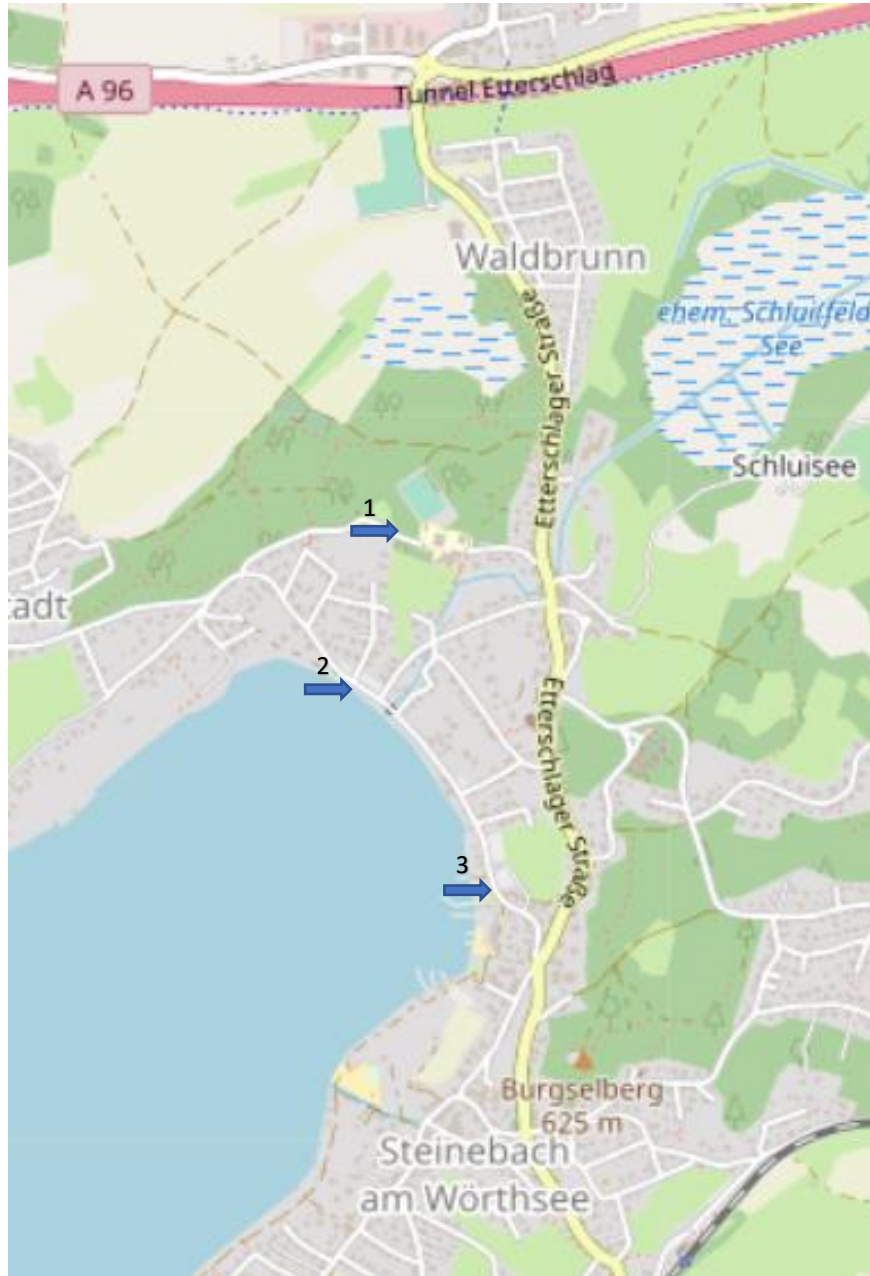 A 96
Tunnel Etterschlag
Waldbrunn
Etterschlager Straße
ehem. Schluifeld
See
Schluisee
1
adt
2
Etterschlager Straße
3
Burgselberg
625 m
Steinebach
am Wörthsee